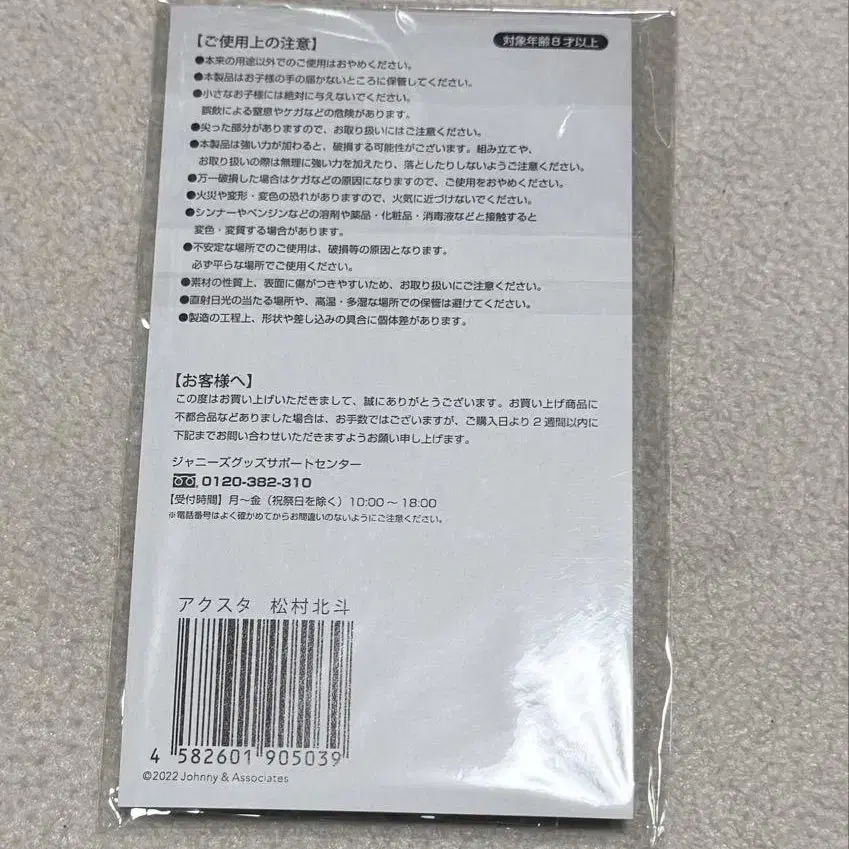 【ご使用上の注意】
対象年齢8才以上
●本来の用途以外でのご使用はおやめください。
●本製品はお子様の手の届かないところに保管してください。
●小さなお子様には絶対に与えないでください。
誤飲による窒息やケガなどの危険があります。
●尖った部分がありますので、お取り扱いにはご注意ください。
●本製品は強い力が加わると、破損する可能性がございます。組み立てや、
お取り扱いの際は無理に強い力を加えたり、落としたりしないようご注意ください。
●万一破損した場合はケガなどの原因になりますので、ご使用をおやめください。
●火災や変形・変色の恐れがありますので、火気に近づけないでください。
●シンナーやベンジンなどの溶剤や薬品・化粧品・消毒液などと接触すると
変色・変質する場合があります。
●不安定な場所でのご使用は、破損等の原因となります。
必ず平らな場所でご使用ください。
●素材の性質上、表面に傷がつきやすいため、お取り扱いにご注意ください。
●直射日光の当たる場所や、高温・多湿な場所での保管は避けてください。
●製造の工程上、形状や差し込みの具合に個体差があります。
【お客様へ】
この度はお買い上げいただきまして、誠にありがとうございます。お買い上げ商品に
不都合品などありました場合は、お手数ではございますが、ご購入日より2週間以内に
下記までお問い合わせいただきますようお願い申し上げます。
ジャニーズグッズサポートセンター
0120-382-310
【受付時間】月～金（祝祭日を除く）10:00～18:00
※電話番号はよく確かめてからお間違いのないようにご注意ください。
アクスタ 松村北斗
4 582601 905039
©2022 Johnny & Associates